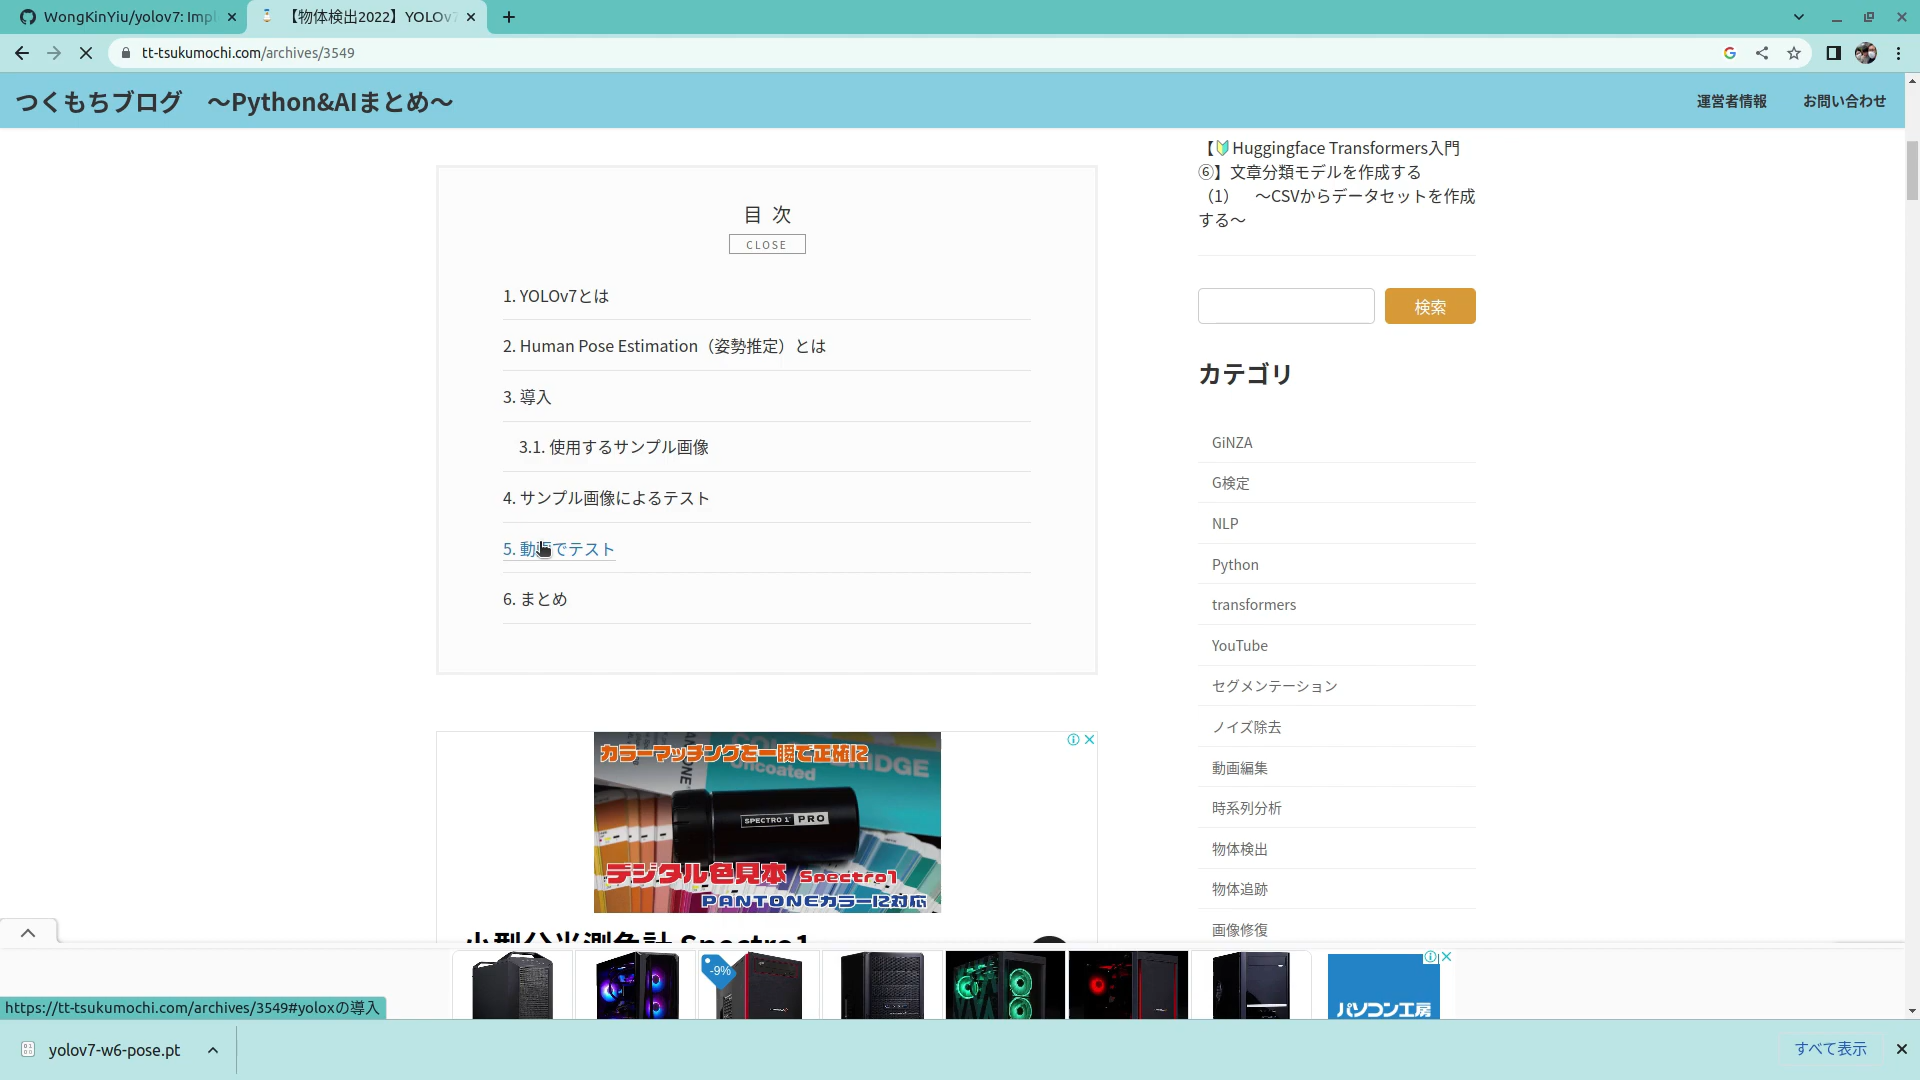 WongKinYiu/yolov7: Impl
【物体検出2022】YOLOv7
tt-tsukumochi.com/archives/3549
つくもちブログ　〜Python&AIまとめ〜
運営者情報
お問い合わせ
目次
CLOSE
1. YOLOv7とは
2. Human Pose Estimation（姿勢推定）とは
3. 導入
3.1. 使用するサンプル画像
4. サンプル画像によるテスト
5. 動画でテスト
6. まとめ
カラーマッチングを一瞬で正確に
Uncoated
BRIDGE
SPECTRO 1 PRO
デジタル色見本 Spectro1
PANTONEカラーに対応
小型分光測色計 Spectro1
【🔰Huggingface Transformers入門
⑥】文章分類モデルを作成する
（1）　〜CSVからデータセットを作成
する〜
検索
カテゴリ
GiNZA
G検定
NLP
Python
transformers
YouTube
セグメンテーション
ノイズ除去
動画編集
時系列分析
物体検出
物体追跡
画像修復
-9%
パソコン工房
https://tt-tsukumochi.com/archives/3549#yoloxの導入
yolov7-w6-pose.pt
すべて表示